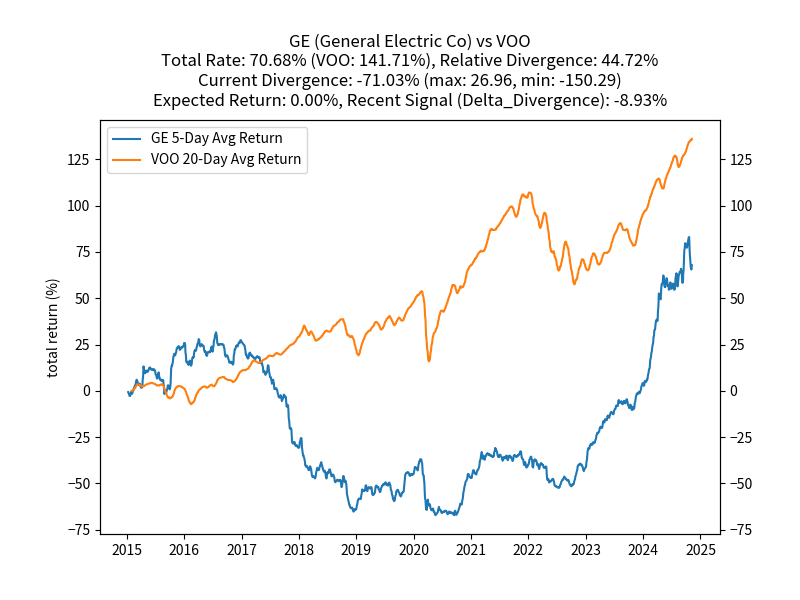 GE (General Electric Co) vs VOO
Total Rate: 70.68% (VOO: 141.71%), Relative Divergence: 44.72%
Current Divergence: -71.03% (max: 26.96, min: -150.29)
Expected Return: 0.00%, Recent Signal (Delta_Divergence): -8.93%
GE 5-Day Avg Return
VOO 20-Day Avg Return
total return (%)
125
100
75
50
25
0
−25
−50
−75
125
100
75
50
25
0
−25
−50
−75
2015 2016 2017 2018 2019 2020 2021 2022 2023 2024 2025